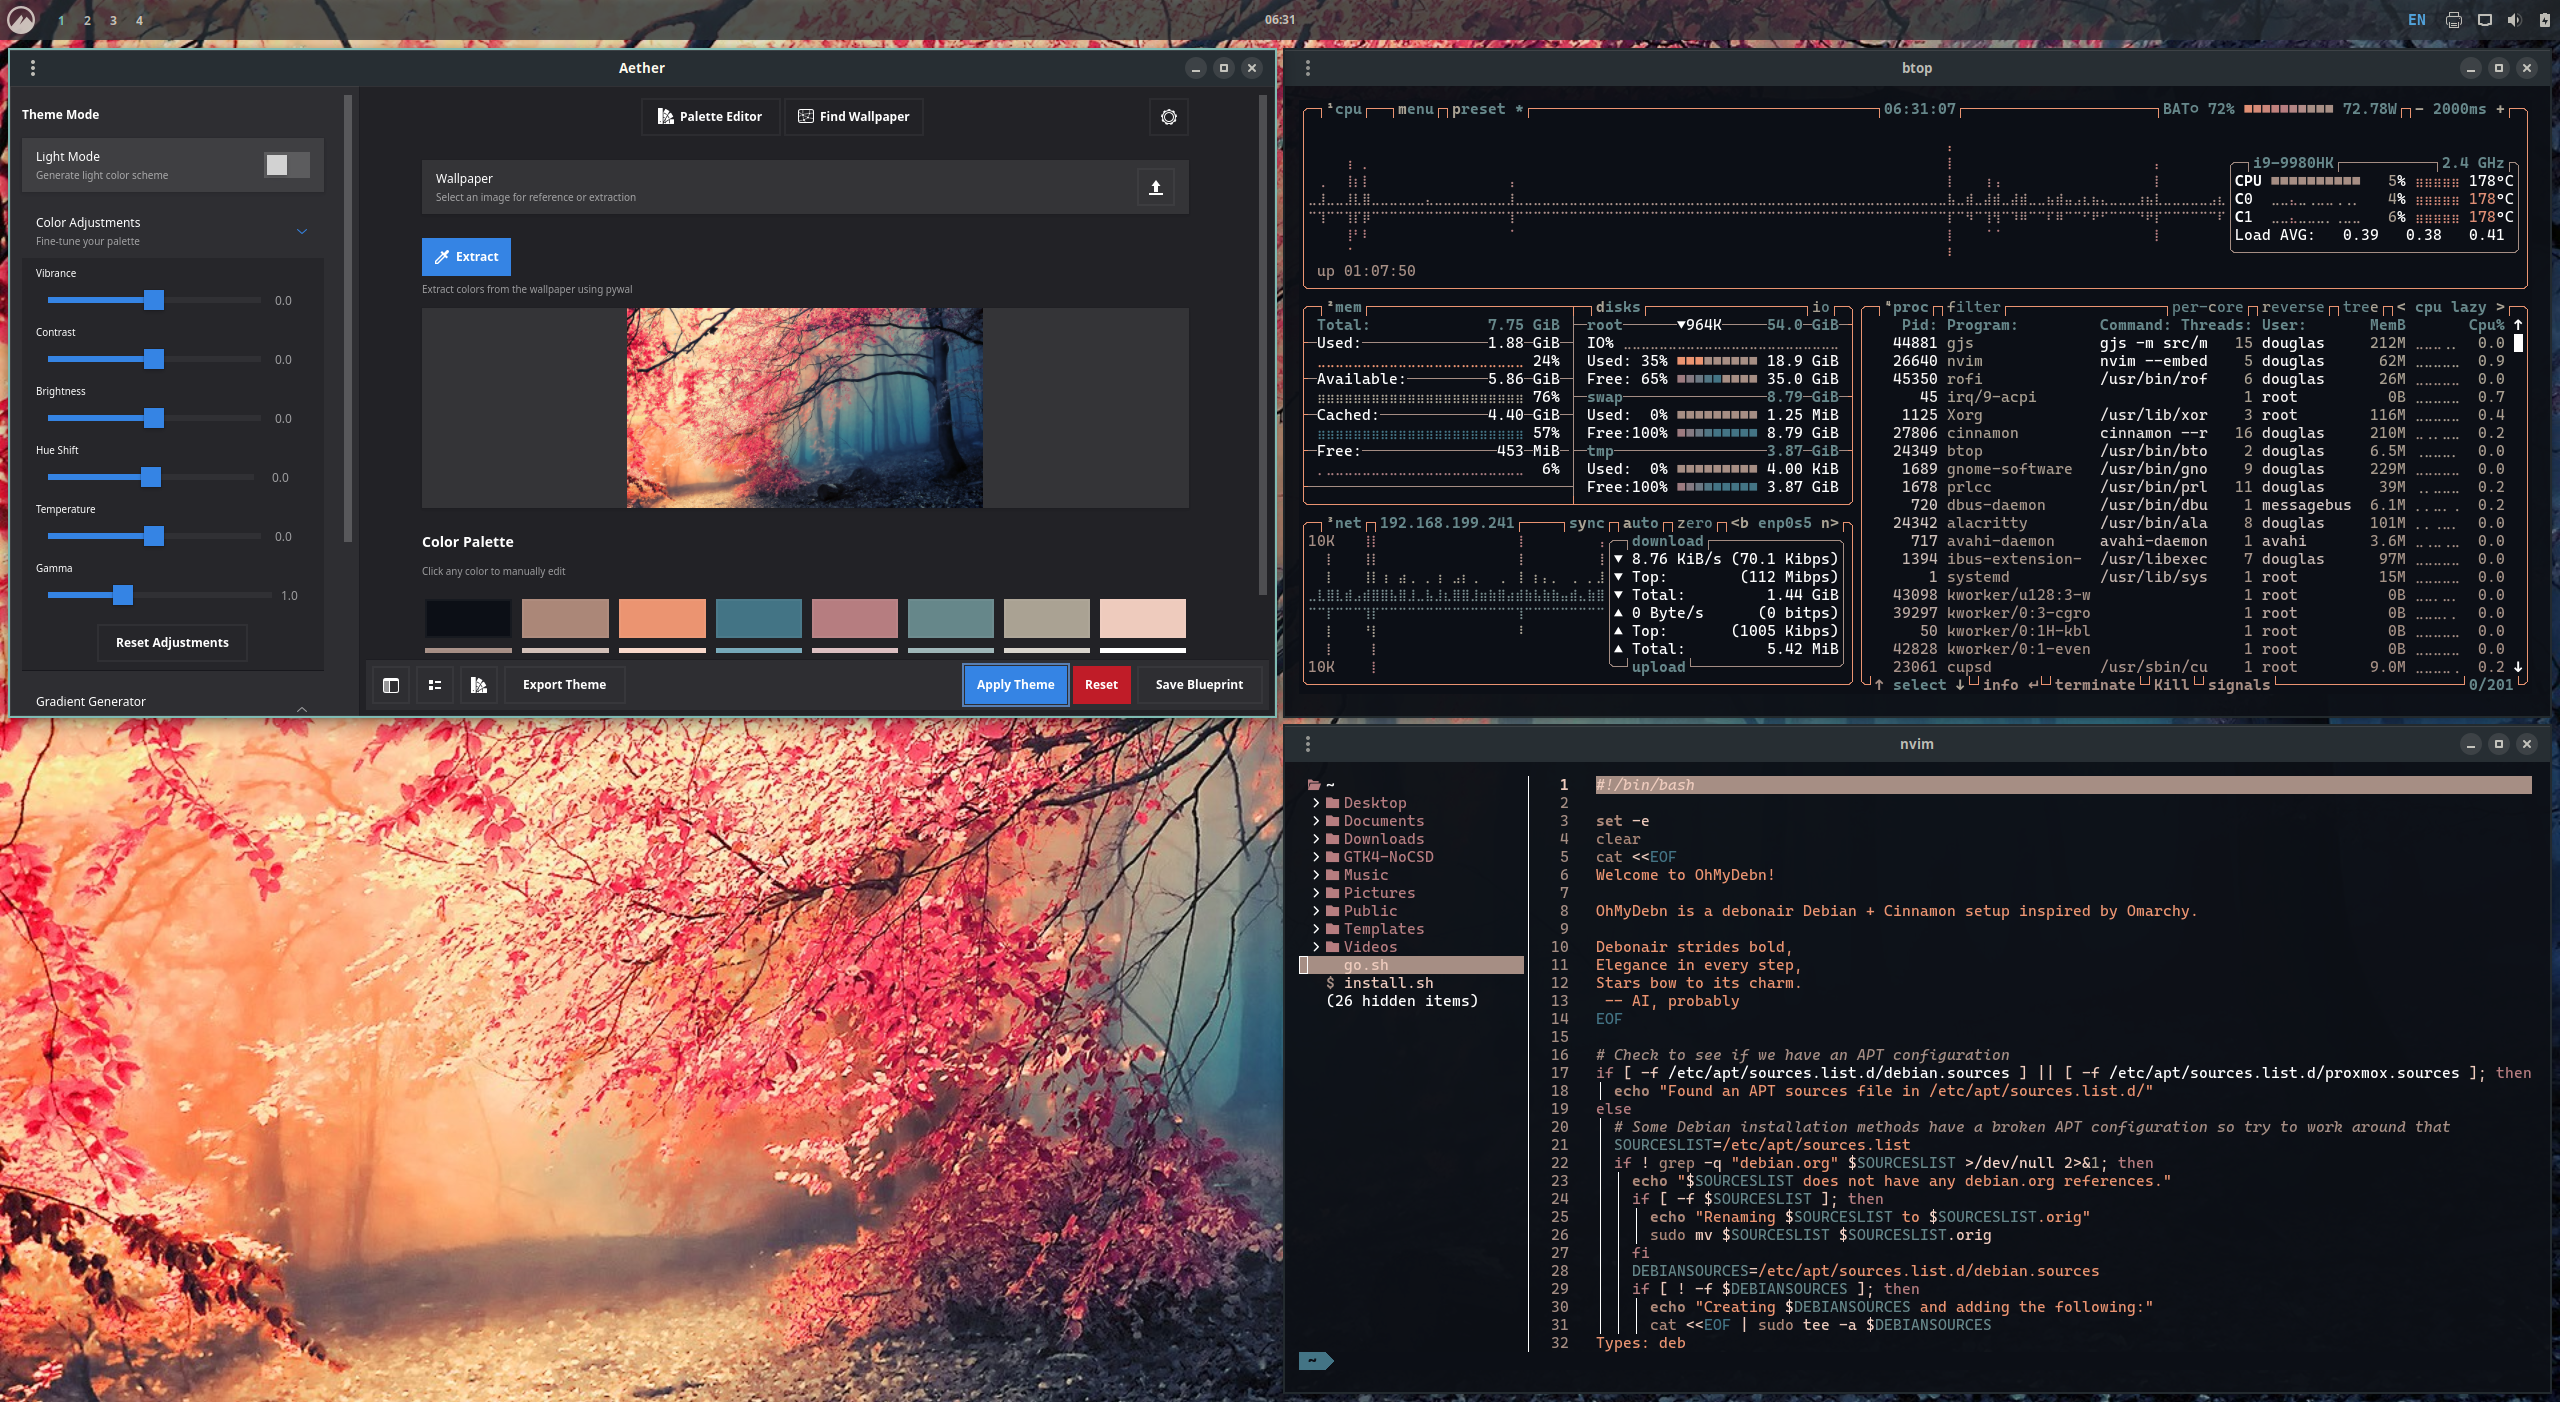 1 2 3 4
06:31
EN
Aether
Theme Mode
Light Mode
Generate light color scheme
Color Adjustments
Fine-tune your palette
Vibrance
0.0
Contrast
0.0
Brightness
0.0
Hue Shift
0.0
Temperature
0.0
Gamma
1.0
Reset Adjustments
Gradient Generator
Palette Editor
Find Wallpaper
Wallpaper
Select an image for reference or extraction
Extract
Extract colors from the wallpaper using pywal
Color Palette
Click any color to manually edit
Export Theme
Apply Theme
Reset
Save Blueprint
btop
¹cpu menu preset * 06:31:07 BAT 72% 72.78W - 2000ms +
i9-9980HK 2.4 GHz
CPU 5% 178°C
C0 4% 178°C
C1 6% 178°C
Load AVG: 0.39 0.38 0.41
up 01:07:50
²mem
Total: 7.75 GiB
Used: 1.88 GiB
24%
Available: 5.86 GiB
76%
Cached: 4.40 GiB
57%
Free: 453 MiB
6%
disks io
root ▼964K 54.0 GiB
IO%
Used: 35% 18.9 GiB
Free: 65% 35.0 GiB
swap 8.79 GiB
Used: 0% 1.25 MiB
Free:100% 8.79 GiB
tmp 3.87 GiB
Used: 0% 4.00 KiB
Free:100% 3.87 GiB
³net 192.168.199.241 sync auto zero <b enp0s5 n>
10K
download
▼ 8.76 KiB/s (70.1 Kibps)
▼ Top: (112 Mibps)
▼ Total: 1.44 GiB
▲ 0 Byte/s (0 bitps)
▲ Top: (1005 Kibps)
▲ Total: 5.42 MiB
10K
upload
⁴proc filter per-core reverse tree < cpu lazy >
Pid: Program: Command: Threads: User: MemB Cpu% ↑
44881 gjs gjs -m src/m 15 douglas 212M 0.0
26640 nvim nvim --embed 5 douglas 62M 0.9
45350 rofi /usr/bin/rof 6 douglas 26M 0.0
45 irq/9-acpi 1 root 0B 0.7
1125 Xorg /usr/lib/xor 3 root 116M 0.4
27806 cinnamon cinnamon --r 16 douglas 210M 0.2
24349 btop /usr/bin/bto 2 douglas 6.5M 0.0
1689 gnome-software /usr/bin/gno 9 douglas 229M 0.0
1678 prlcc /usr/bin/prl 11 douglas 39M 0.2
720 dbus-daemon /usr/bin/dbu 1 messagebus 6.1M 0.2
24342 alacritty /usr/bin/ala 8 douglas 101M 0.0
717 avahi-daemon avahi-daemon 1 avahi 3.6M 0.0
1394 ibus-extension- /usr/libexec 7 douglas 97M 0.0
1 systemd /usr/lib/sys 1 root 15M 0.0
43098 kworker/u128:3-w 1 root 0B 0.0
39297 kworker/0:3-cgro 1 root 0B 0.0
50 kworker/0:1H-kbl 1 root 0B 0.0
42828 kworker/0:1-even 1 root 0B 0.0
23061 cupsd /usr/sbin/cu 1 root 9.0M 0.2 ↓
↑ select ↓ info ↵ terminate Kill signals 0/201
nvim
~
Desktop
Documents
Downloads
GTK4-NoCSD
Music
Pictures
Public
Templates
Videos
go.sh
$ install.sh
(26 hidden items)
1 #!/bin/bash
2
3 set -e
4 clear
5 cat <<EOF
6 Welcome to OhMyDebn!
7
8 OhMyDebn is a debonair Debian + Cinnamon setup inspired by Omarchy.
9
10 Debonair strides bold,
11 Elegance in every step,
12 Stars bow to its charm.
13 -- AI, probably
14 EOF
15
16 # Check to see if we have an APT configuration
17 if [ -f /etc/apt/sources.list.d/debian.sources ] || [ -f /etc/apt/sources.list.d/proxmox.sources ]; then
18 echo "Found an APT sources file in /etc/apt/sources.list.d/"
19 else
20 # Some Debian installation methods have a broken APT configuration so try to work around that
21 SOURCESLIST=/etc/apt/sources.list
22 if ! grep -q "debian.org" $SOURCESLIST >/dev/null 2>&1; then
23 echo "$SOURCESLIST does not have any debian.org references."
24 if [ -f $SOURCESLIST ]; then
25 echo "Renaming $SOURCESLIST to $SOURCESLIST.orig"
26 sudo mv $SOURCESLIST $SOURCESLIST.orig
27 fi
28 DEBIANSOURCES=/etc/apt/sources.list.d/debian.sources
29 if [ ! -f $DEBIANSOURCES ]; then
30 echo "Creating $DEBIANSOURCES and adding the following:"
31 cat <<EOF | sudo tee -a $DEBIANSOURCES
32 Types: deb
~